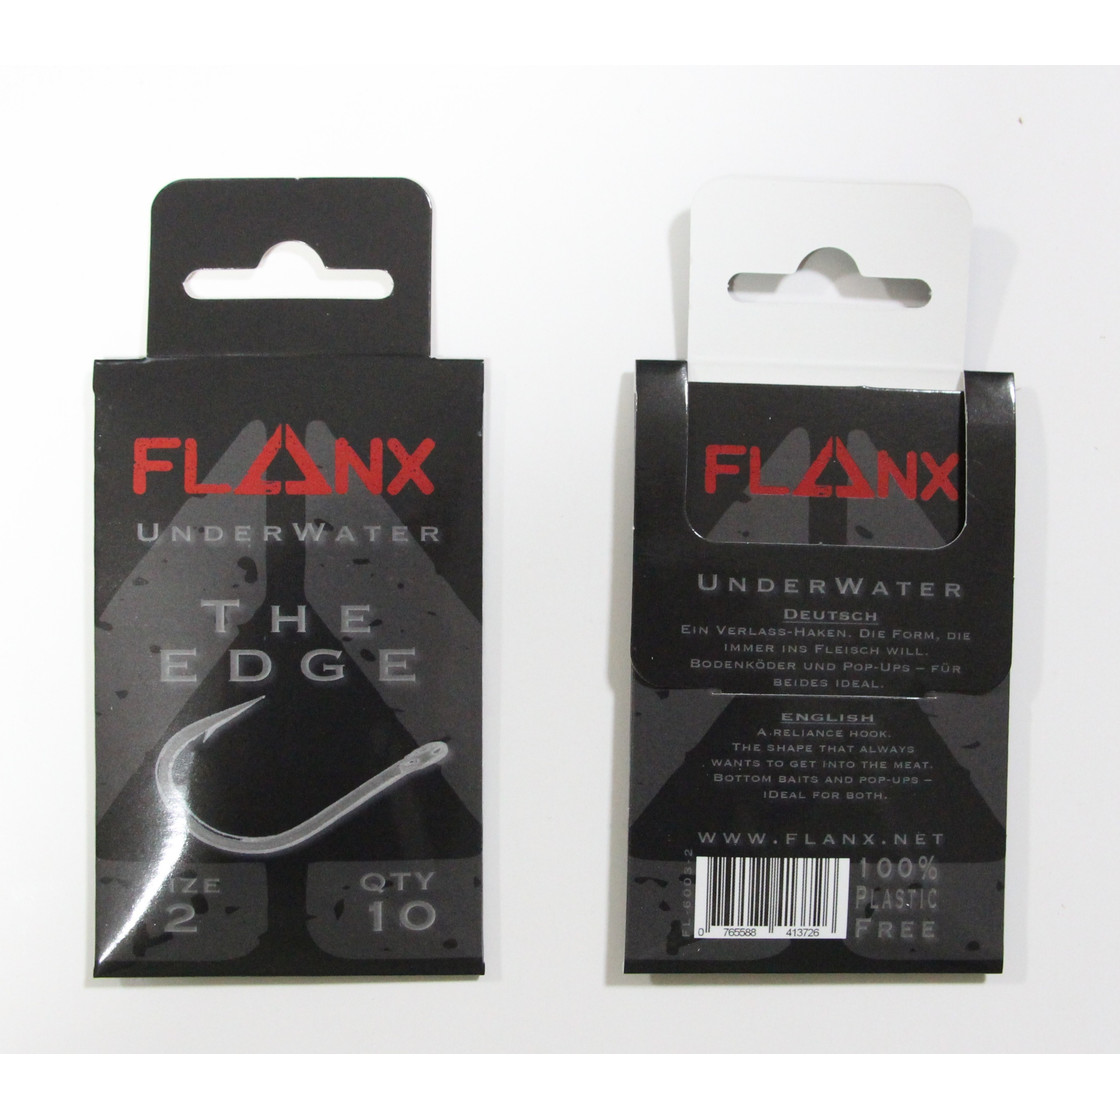 FLANX
UNDERWATER
THE
EDGE
SIZE
2
QTY
10
FLANX
UNDERWATER
DEUTSCH
EIN VERLASS-HAKEN. DIE FORM, DIE
IMMER INS FLEISCH WILL.
BODENKÖDER UND POP-UPS – FÜR
BEIDES IDEAL.
ENGLISH
A RELIANCE HOOK.
THE SHAPE THAT ALWAYS
WANTS TO GET INTO THE MEAT.
BOTTOM BAITS AND POP-UPS –
IDEAL FOR BOTH.
WWW.FLANX.NET
FL-6003-2
0 765588 413726
100%
PLASTIC
FREE